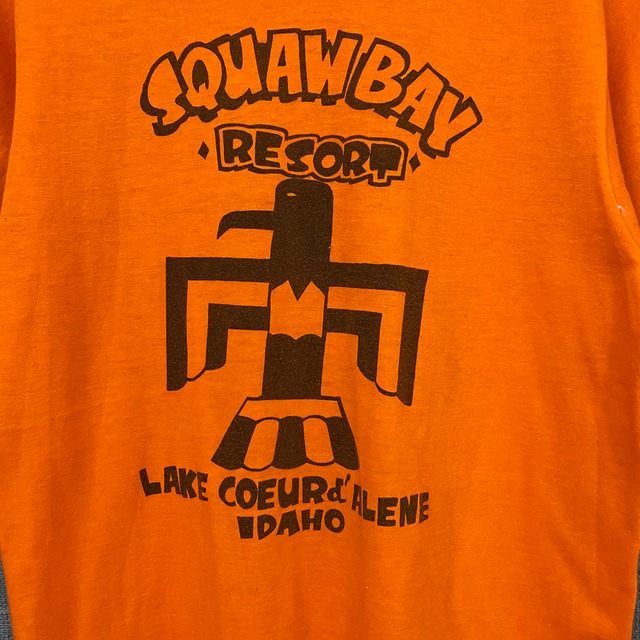 SQUAW BAY
RESORT
LAKE COEUR d' ALENE
IDAHO